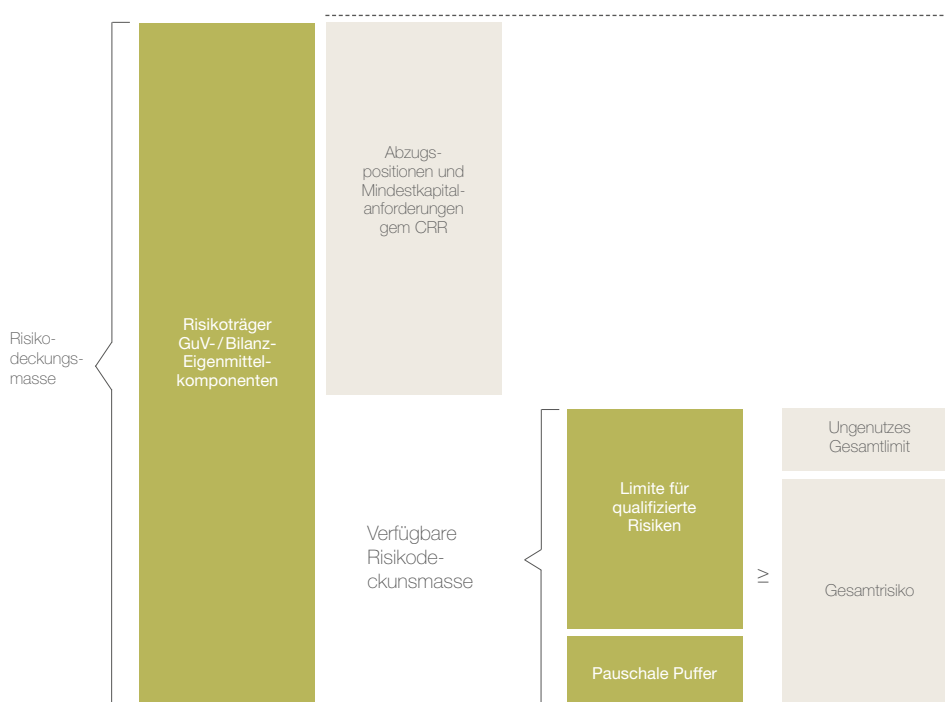 Risiko-
deckungs-
masse
Risikoträger
GuV-/Bilanz-
Eigenmittel-
komponenten
Abzugs-
positionen und
Mindestkapital-
anforderungen
gem CRR
Verfügbare
Risikode-
ckunsmasse
Limite für
qualifizierte
Risiken
Pauschale Puffer
≥
Ungenutzes
Gesamtlimit
Gesamtrisiko